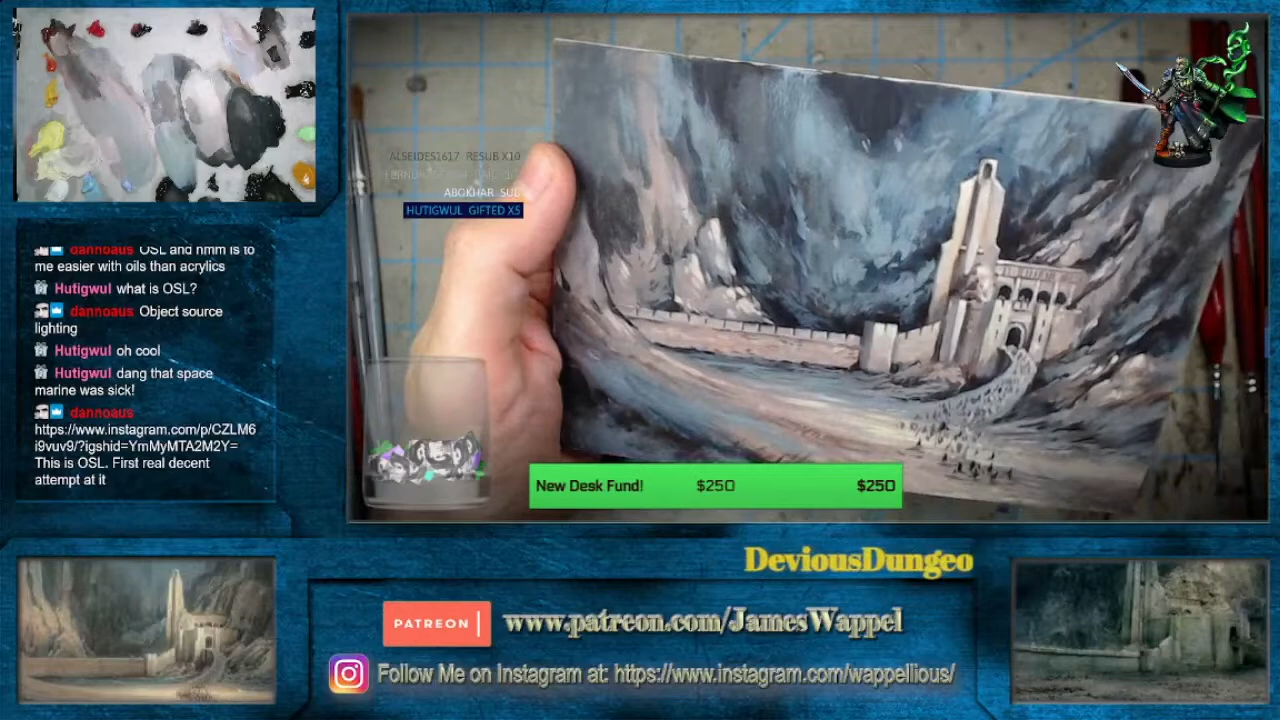 ALSEIDES1617 RESUB X10
ABOKHAR SUB
HUTIGWUL GIFTED X5
dannoaus OSL and nmm is to
me easier with oils than acrylics
Hutigwul what is OSL?
dannoaus Object source
lighting
Hutigwul oh cool
Hutigwul dang that space
marine was sick!
dannoaus
https://www.instagram.com/p/CZLM6
i9vuv9/?igshid=YmMyMTA2M2Y=
This is OSL. First real decent
attempt at it
New Desk Fund! $250 $250
DeviousDungeo
PATREON www.patreon.com/JamesWappel
Follow Me on Instagram at: https://www.instagram.com/wappellious/